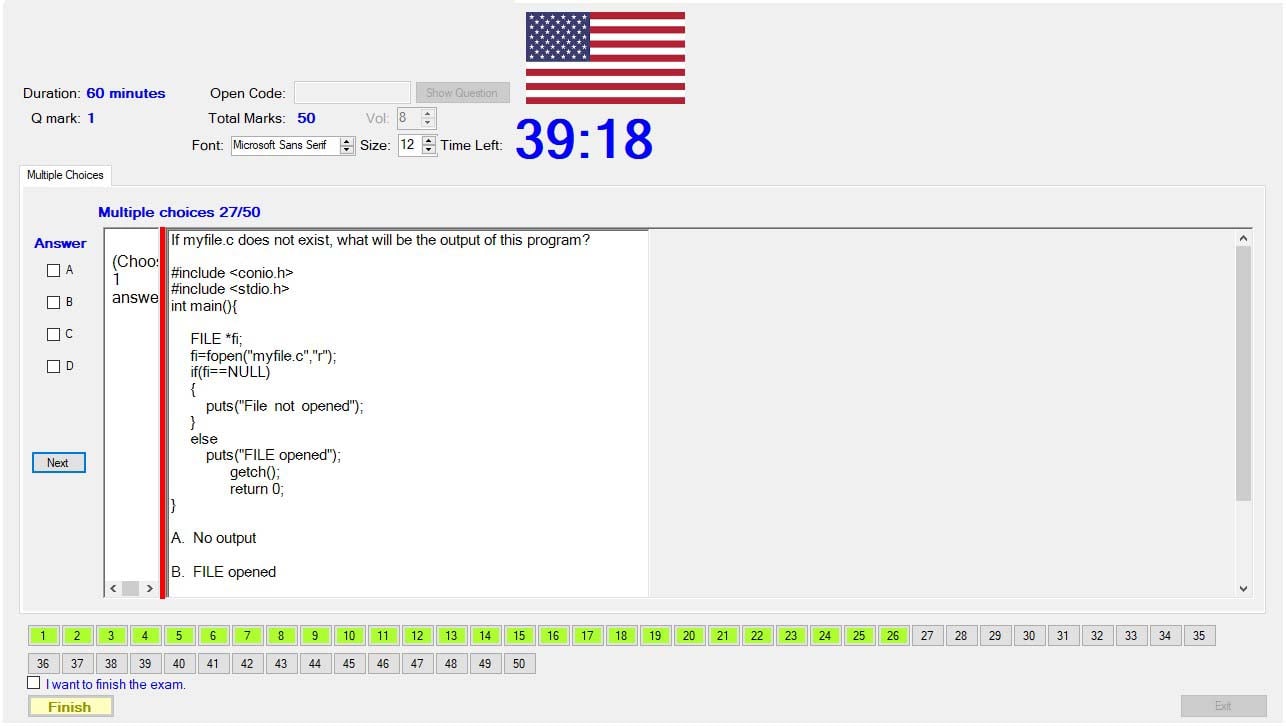 Duration: 60 minutes Open Code: Show Question
Q mark: 1 Total Marks: 50 Vol: 8
Font: Microsoft Sans Serif Size: 12 Time Left: 39:18
Multiple Choices
Multiple choices 27/50
Answer
A
B
C
D
Next
(Choos
1
answe
If myfile.c does not exist, what will be the output of this program?
#include <conio.h>
#include <stdio.h>
int main(){
FILE *fi;
fi=fopen("myfile.c","r");
if(fi==NULL)
{
puts("File not opened");
}
else
puts("FILE opened");
getch();
return 0;
}
A. No output
B. FILE opened
1 2 3 4 5 6 7 8 9 10 11 12 13 14 15 16 17 18 19 20 21 22 23 24 25 26 27 28 29 30 31 32 33 34 35
36 37 38 39 40 41 42 43 44 45 46 47 48 49 50
I want to finish the exam.
Finish Exit